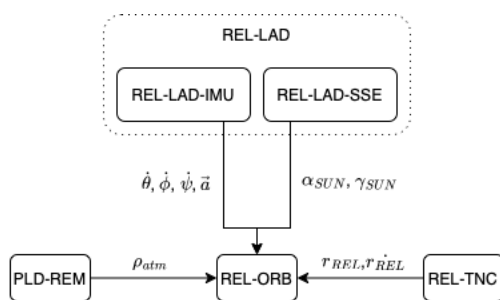 REL-LAD
REL-LAD-IMU
REL-LAD-SSE
θ̇, ϕ̇, ψ̇, a⃗
α_SUN, γ_SUN
PLD-REM
ρ_atm
REL-ORB
r_REL, ṙ_REL
REL-TNC